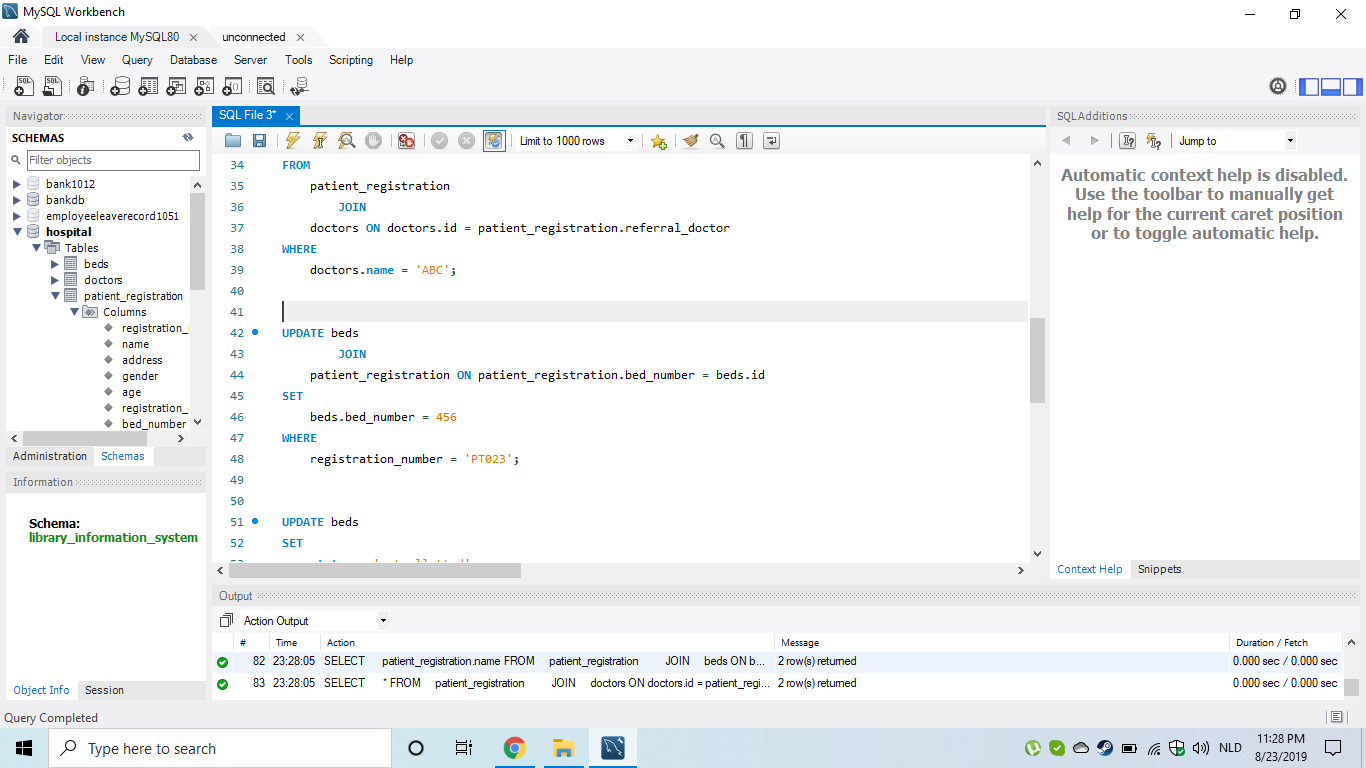 MySQL Workbench
Local instance MySQL80
unconnected
File Edit View Query Database Server Tools Scripting Help
Navigator
SCHEMAS
Filter objects
bank1012
bankdb
employeeleaverecord1051
hospital
Tables
beds
doctors
patient_registration
Columns
registration_
name
address
gender
age
registration_
bed_number
Administration Schemas
Information
Schema:
library_information_system
Object Info Session
SQL File 3*
Limit to 1000 rows
34 FROM
35 patient_registration
36 JOIN
37 doctors ON doctors.id = patient_registration.referral_doctor
38 WHERE
39 doctors.name = 'ABC';
40
41
42 UPDATE beds
43 JOIN
44 patient_registration ON patient_registration.bed_number = beds.id
45 SET
46 beds.bed_number = 456
47 WHERE
48 registration_number = 'PT023';
49
50
51 UPDATE beds
52 SET
SQLAdditions
Jump to
Automatic context help is disabled.
Use the toolbar to manually get
help for the current caret position
or to toggle automatic help.
Context Help Snippets
Output
Action Output
# Time Action Message Duration / Fetch
82 23:28:05 SELECT patient_registration.name FROM patient_registration JOIN beds ON b... 2 row(s) returned 0.000 sec / 0.000 sec
83 23:28:05 SELECT * FROM patient_registration JOIN doctors ON doctors.id = patient_regi... 2 row(s) returned 0.000 sec / 0.000 sec
Query Completed
Type here to search
NLD
11:28 PM
8/23/2019